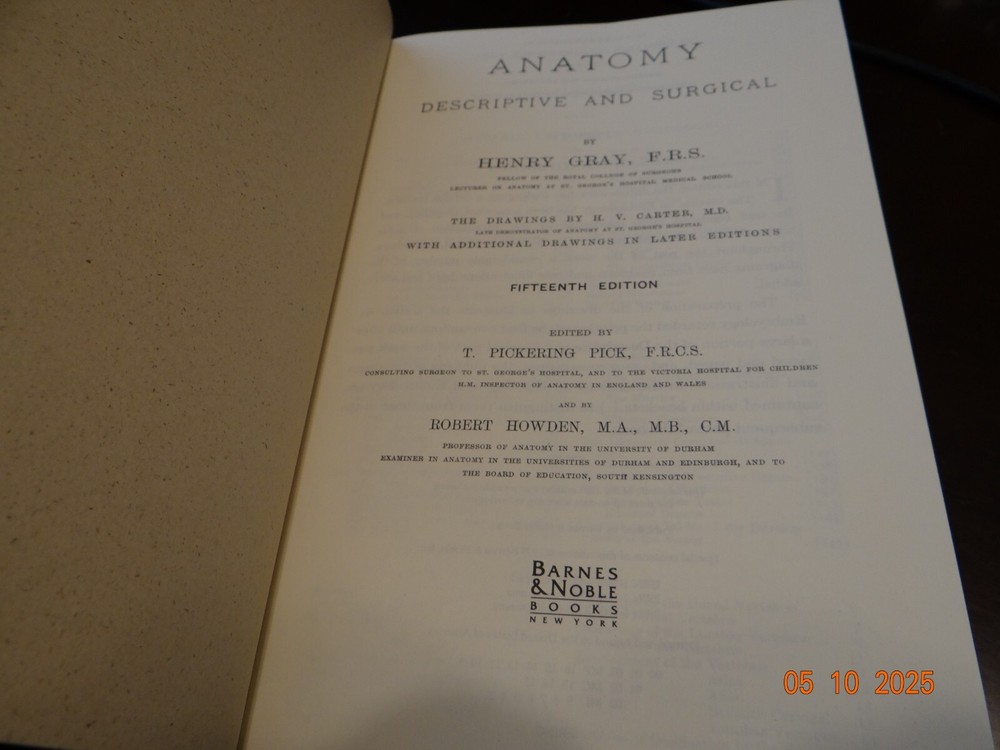 ANATOMY
DESCRIPTIVE AND SURGICAL
BY
HENRY GRAY, F.R.S.
FELLOW OF THE ROYAL COLLEGE OF SURGEONS
LECTURER ON ANATOMY AT ST. GEORGE'S HOSPITAL MEDICAL SCHOOL
THE DRAWINGS BY H. V. CARTER, M.D.
LATE DEMONSTRATOR OF ANATOMY AT ST. GEORGE'S HOSPITAL
WITH ADDITIONAL DRAWINGS IN LATER EDITIONS
FIFTEENTH EDITION
EDITED BY
T. PICKERING PICK, F.R.C.S.
CONSULTING SURGEON TO ST. GEORGE'S HOSPITAL, AND TO THE VICTORIA HOSPITAL FOR CHILDREN
H.M. INSPECTOR OF ANATOMY IN ENGLAND AND WALES
AND BY
ROBERT HOWDEN, M.A., M.B., C.M.
PROFESSOR OF ANATOMY IN THE UNIVERSITY OF DURHAM
EXAMINER IN ANATOMY IN THE UNIVERSITIES OF DURHAM AND EDINBURGH, AND TO
THE BOARD OF EDUCATION, SOUTH KENSINGTON
BARNES
&NOBLE
BOOKS
NEW YORK
05 10 2025